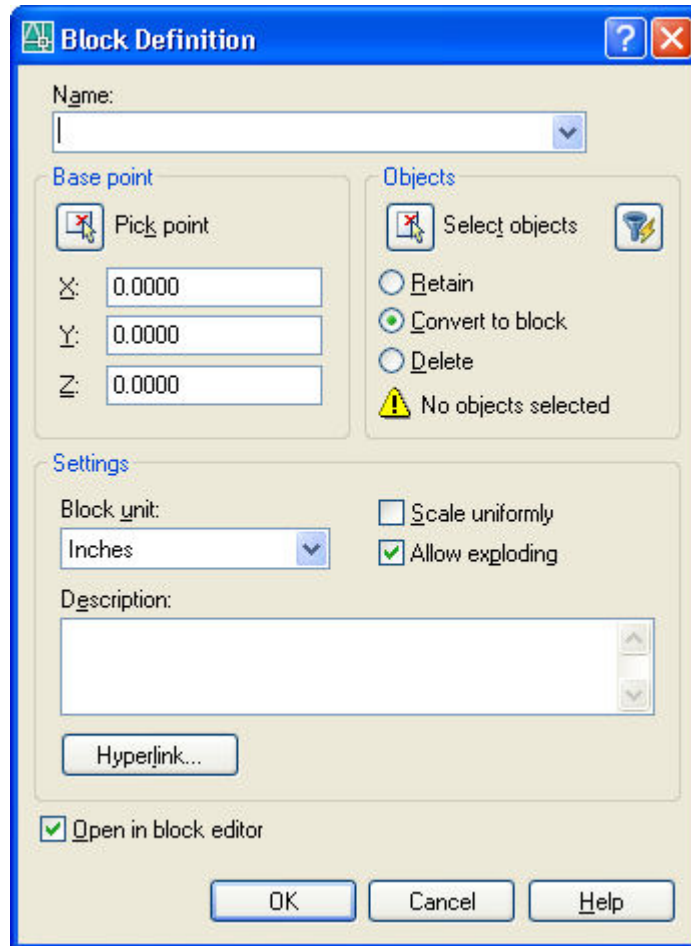 Block Definition
Name:
Base point
Pick point
X: 0.0000
Y: 0.0000
Z: 0.0000
Objects
Select objects
Retain
Convert to block
Delete
No objects selected
Settings
Block unit:
Inches
Scale uniformly
Allow exploding
Description:
Hyperlink...
Open in block editor
OK Cancel Help